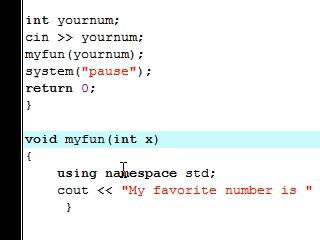 int yournum;
cin >> yournum;
myfun(yournum);
system("pause");
return 0;
}
void myfun(int x)
{
using namespace std;
cout << "My favorite number is "
}